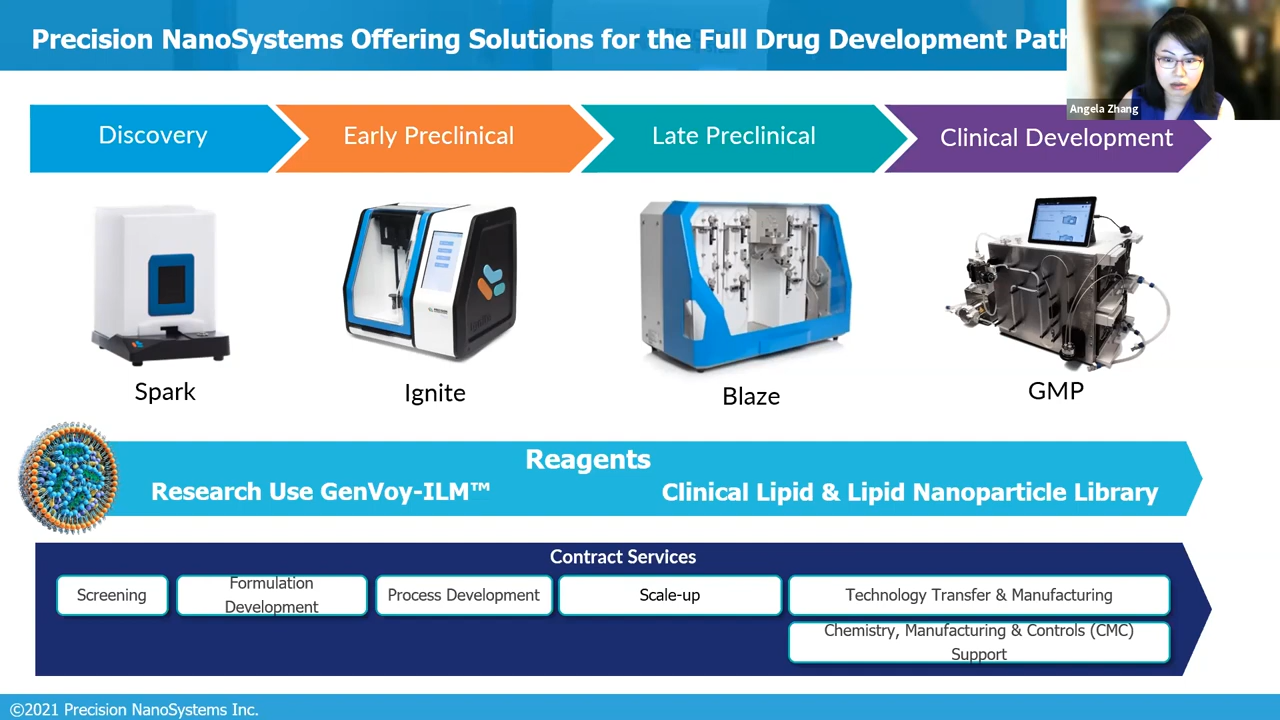 Precision NanoSystems Offering Solutions for the Full Drug Development Path
Angela Zhang
Discovery
Early Preclinical
Late Preclinical
Clinical Development
Spark
Ignite
Blaze
GMP
Reagents
Research Use GenVoy-ILM™
Clinical Lipid & Lipid Nanoparticle Library
Contract Services
Screening
Formulation
Development
Process Development
Scale-up
Technology Transfer & Manufacturing
Chemistry, Manufacturing & Controls (CMC)
Support
©2021 Precision NanoSystems Inc.